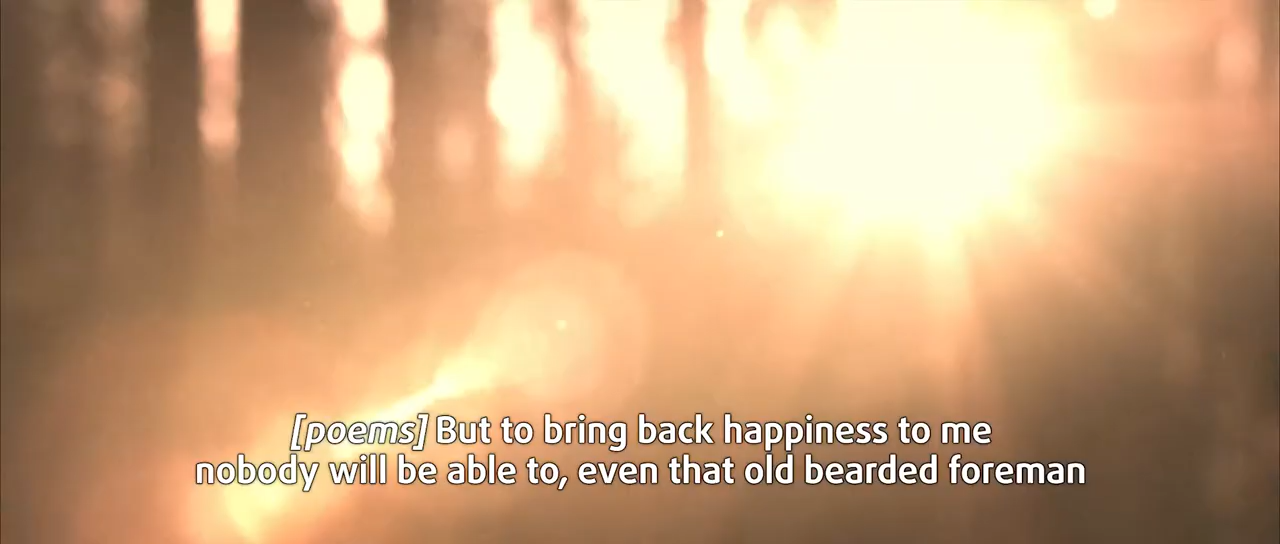 [poems] But to bring back happiness to me
nobody will be able to, even that old bearded foreman